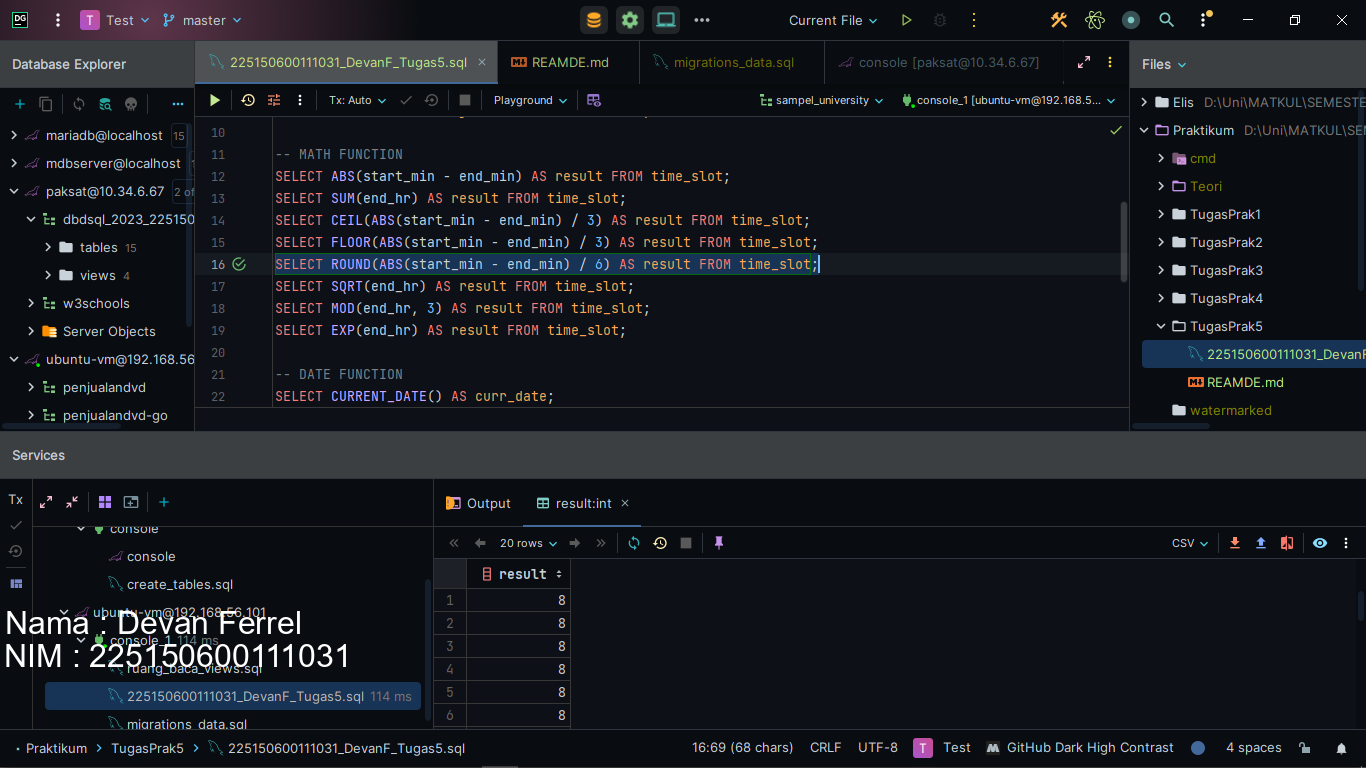 DG
T Test
master
Current File
Database Explorer
225150600111031_DevanF_Tugas5.sql
REAMDE.md
migrations_data.sql
console [paksat@10.34.6.67]
Files
Tx: Auto
Playground
sampel_university
console_1 [ubuntu-vm@192.168.5...
mariadb@localhost 15
mdbserver@localhost
paksat@10.34.6.67 2 of
dbdsql_2023_225150
tables 15
views 4
w3schools
Server Objects
ubuntu-vm@192.168.56
penjualandvd
penjualandvd-go
10
11 -- MATH FUNCTION
12 SELECT ABS(start_min - end_min) AS result FROM time_slot;
13 SELECT SUM(end_hr) AS result FROM time_slot;
14 SELECT CEIL(ABS(start_min - end_min) / 3) AS result FROM time_slot;
15 SELECT FLOOR(ABS(start_min - end_min) / 3) AS result FROM time_slot;
16 SELECT ROUND(ABS(start_min - end_min) / 6) AS result FROM time_slot;
17 SELECT SQRT(end_hr) AS result FROM time_slot;
18 SELECT MOD(end_hr, 3) AS result FROM time_slot;
19 SELECT EXP(end_hr) AS result FROM time_slot;
20
21 -- DATE FUNCTION
22 SELECT CURRENT_DATE() AS curr_date;
Elis D:\Uni\MATKUL\SEMESTE
Praktikum D:\Uni\MATKUL\SEM
cmd
Teori
TugasPrak1
TugasPrak2
TugasPrak3
TugasPrak4
TugasPrak5
225150600111031_DevanF
REAMDE.md
watermarked
Services
Tx
console
console
create_tables.sql
ubuntu-vm@192.168.56.101
console_1 114 ms
ruang_baca_views.sql
225150600111031_DevanF_Tugas5.sql 114 ms
migrations_data.sql
Nama : Devan Ferrel
NIM : 225150600111031
Output
result:int
20 rows
CSV
result
1 8
2 8
3 8
4 8
5 8
6 8
Praktikum > TugasPrak5 > 225150600111031_DevanF_Tugas5.sql
16:69 (68 chars)
CRLF
UTF-8
T Test
GitHub Dark High Contrast
4 spaces